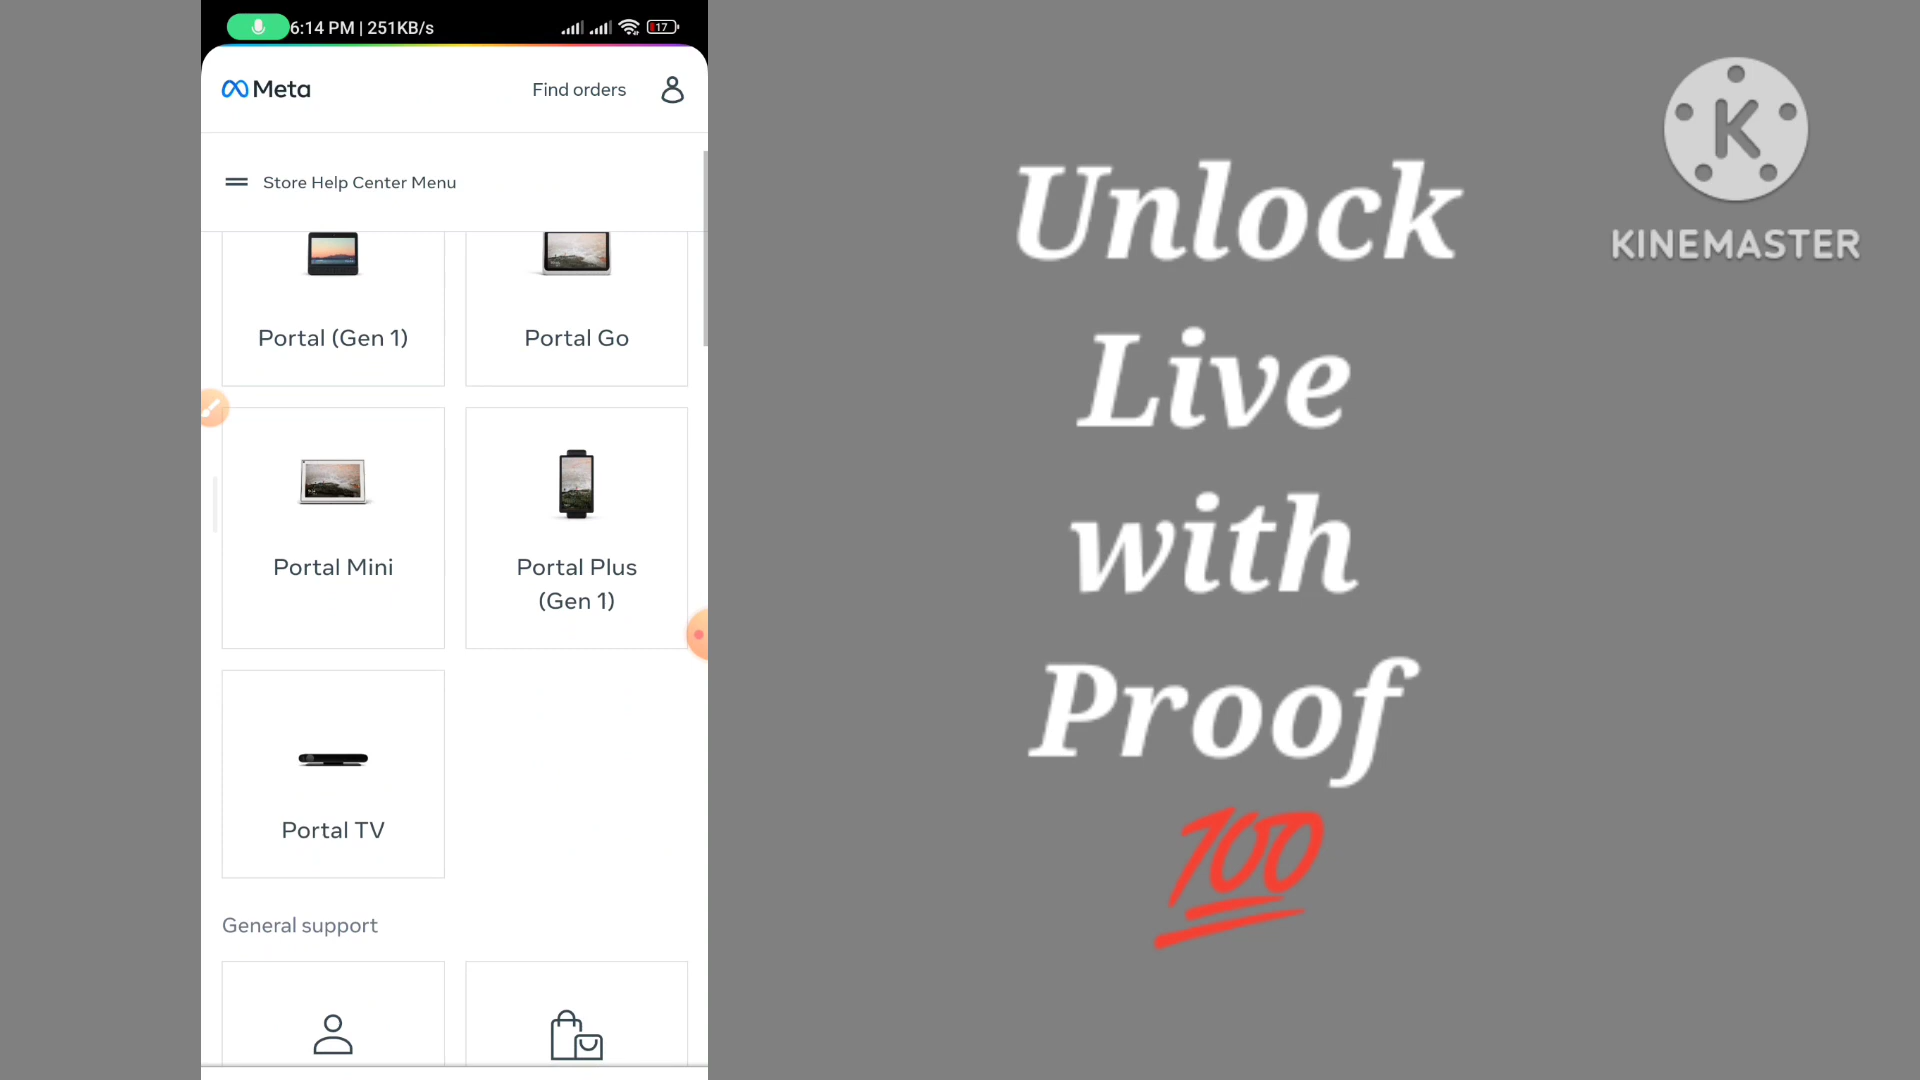 6:14 PM | 251KB/s
17
Meta
Find orders
Store Help Center Menu
Portal (Gen 1)
Portal Go
Portal Mini
Portal Plus
(Gen 1)
Portal TV
General support
Unlock
Live
with
Proof
100
K
KINEMASTER